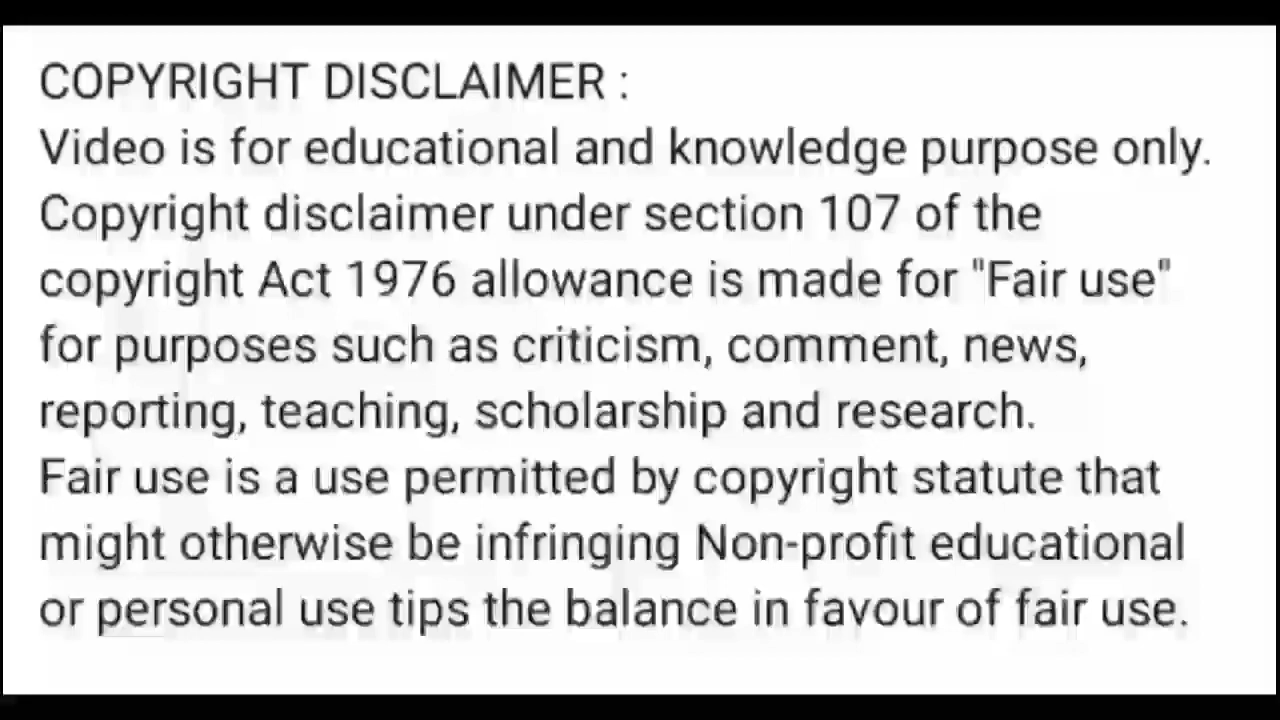 COPYRIGHT DISCLAIMER :
Video is for educational and knowledge purpose only.
Copyright disclaimer under section 107 of the
copyright Act 1976 allowance is made for "Fair use"
for purposes such as criticism, comment, news,
reporting, teaching, scholarship and research.
Fair use is a use permitted by copyright statute that
might otherwise be infringing Non-profit educational
or personal use tips the balance in favour of fair use.